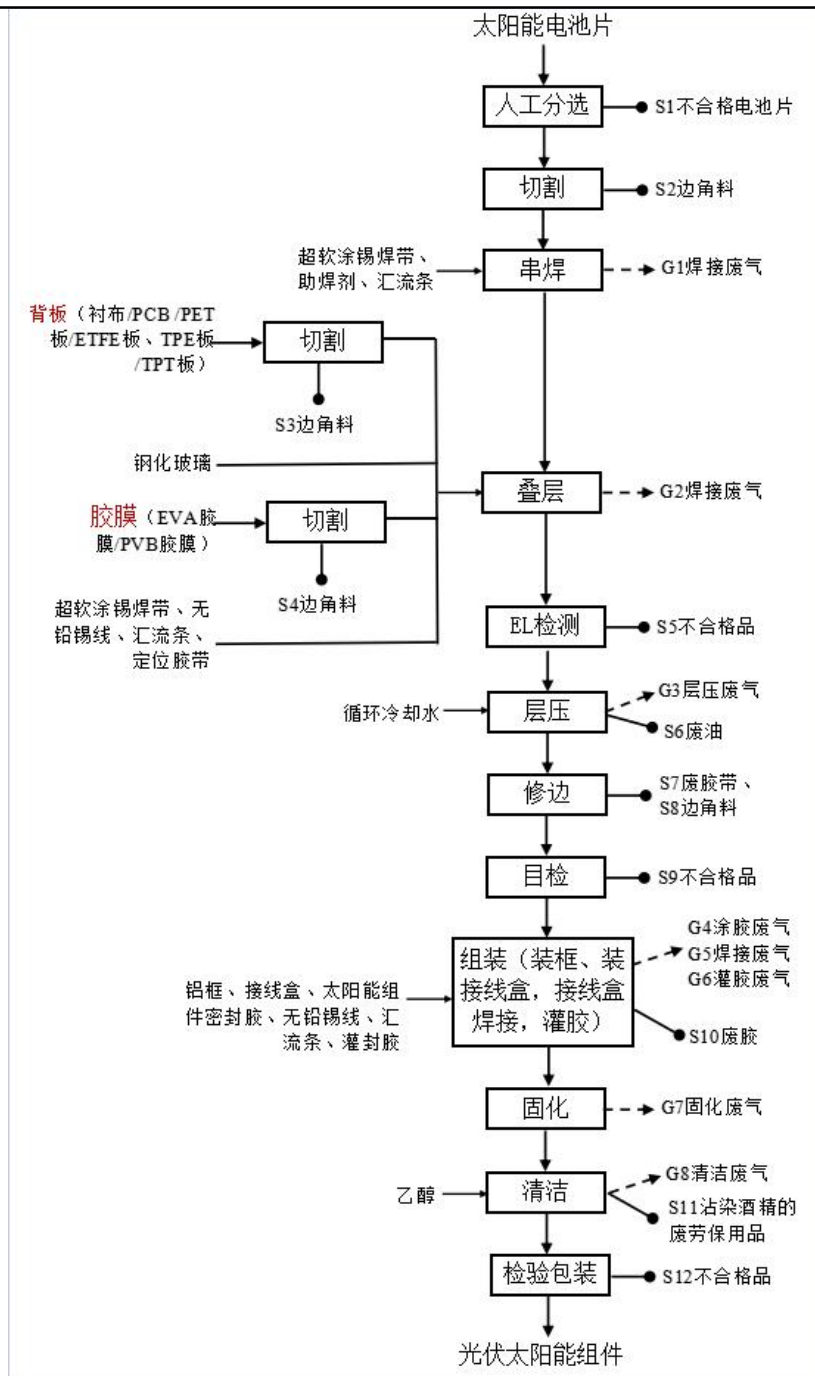 太阳能电池片
人工分选
S1不合格电池片
切割
S2边角料
超软涂锡焊带、
助焊剂、汇流条
串焊
G1焊接废气
背板（衬布/PCB /PET
板/ETFE板、TPE板
/TPT板）
切割
S3边角料
钢化玻璃
叠层
G2焊接废气
胶膜（EVA胶
膜/PVB胶膜）
切割
S4边角料
超软涂锡焊带、无
铅锡线、汇流条、
定位胶带
EL检测
S5不合格品
循环冷却水
层压
G3层压废气
S6废油
修边
S7废胶带、
S8边角料
目检
S9不合格品
铝框、接线盒、太阳能组
件密封胶、无铅锡线、汇
流条、灌封胶
组装（装框、装
接线盒，接线盒
焊接，灌胶）
G4涂胶废气
G5焊接废气
G6灌胶废气
S10废胶
固化
G7固化废气
乙醇
清洁
G8清洁废气
S11沾染酒精的
废劳保用品
检验包装
S12不合格品
光伏太阳能组件